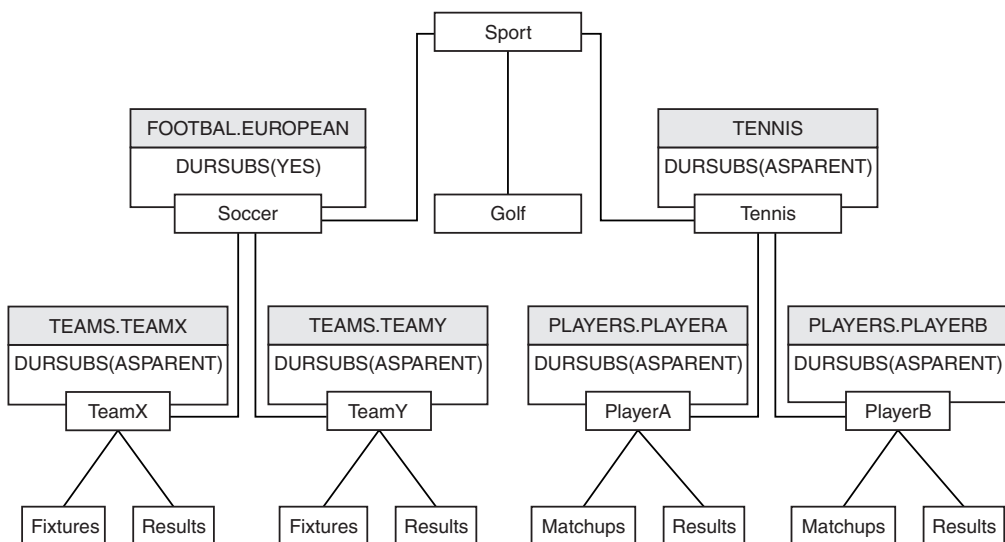 Sport
FOOTBAL.EUROPEAN
DURSUBS(YES)
Soccer
Golf
TENNIS
DURSUBS(ASPARENT)
Tennis
TEAMS.TEAMX
DURSUBS(ASPARENT)
TeamX
TEAMS.TEAMY
DURSUBS(ASPARENT)
TeamY
PLAYERS.PLAYERA
DURSUBS(ASPARENT)
PlayerA
PLAYERS.PLAYERB
DURSUBS(ASPARENT)
PlayerB
Fixtures
Results
Fixtures
Results
Matchups
Results
Matchups
Results